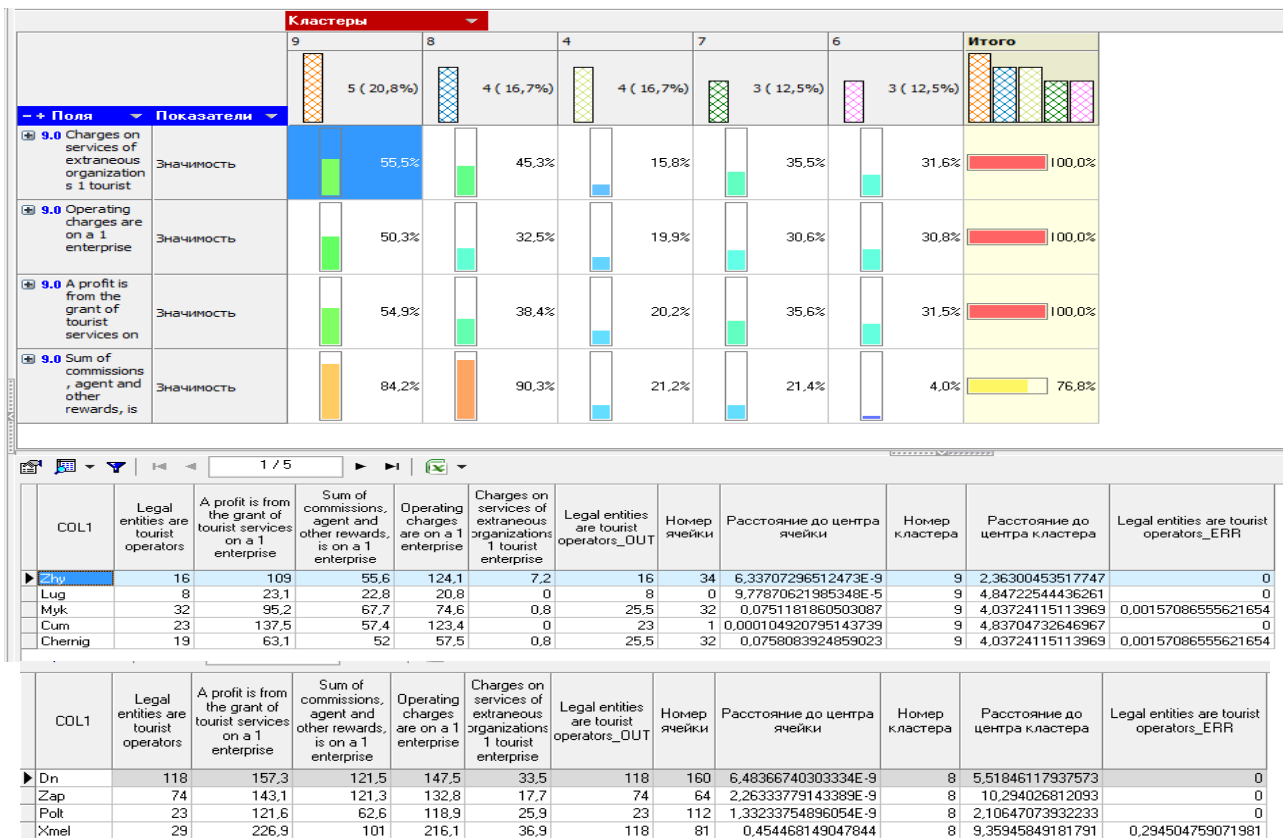 Кластеры
9 8 4 7 6 Итого
5 ( 20,8%) 4 ( 16,7%) 4 ( 16,7%) 3 ( 12,5%) 3 ( 12,5%)
− + Поля Показатели
9.0 Charges on
services of
extraneous
organization
s 1 tourist
Значимость 55,5% 45,3% 15,8% 35,5% 31,6% 100,0%
9.0 Operating
charges are
on a 1
enterprise
Значимость 50,3% 32,5% 19,9% 30,6% 30,8% 100,0%
9.0 A profit is
from the
grant of
tourist
services on
Значимость 54,9% 38,4% 20,2% 35,6% 31,5% 100,0%
9.0 Sum of
commissions
, agent and
other
rewards, is
Значимость 84,2% 90,3% 21,2% 21,4% 4,0% 76,8%
1 / 5
COL1
Legal
entities are
tourist
operators
A profit is from
the grant of
tourist services
on a 1
enterprise
Sum of
commissions,
agent and
other rewards,
is on a 1
enterprise
Operating
charges
are on a 1
enterprise
Charges on
services of
extraneous
organizations
1 tourist
enterprise
Legal entities
are tourist
operators_OUT
Номер
ячейки
Расстояние до центра
ячейки
Номер
кластера
Расстояние до
центра кластера
Legal entities are tourist
operators_ERR
Zhy 16 109 55,6 124,1 7,2 16 34 6,33707296512473E-9 9 2,36300453517747 0
Lug 8 23,1 22,8 20,8 0 8 0 9,77870621985348E-5 9 4,84722544436261 0
Myk 32 95,2 67,7 74,6 0,8 25,5 32 0,07511818605030​87 9 4,03724115113969 0,00157086555621654
Cum 23 137,5 57,4 123,4 0 23 1 0,000104920795143739 9 4,83704732646967 0
Chernig 19 63,1 52 57,5 0,8 25,5 32 0,0758083924859023 9 4,03724115113969 0,00157086555621654
COL1
Legal
entities are
tourist
operators
A profit is from
the grant of
tourist services
on a 1
enterprise
Sum of
commissions,
agent and
other rewards,
is on a 1
enterprise
Operating
charges
are on a 1
enterprise
Charges on
services of
extraneous
organizations
1 tourist
enterprise
Legal entities
are tourist
operators_OUT
Номер
ячейки
Расстояние до центра
ячейки
Номер
кластера
Расстояние до
центра кластера
Legal entities are tourist
operators_ERR
Dn 118 157,3 121,5 147,5 33,5 118 160 6,48366740303334E-9 8 5,51846117937573 0
Zap 74 143,1 121,3 132,8 17,7 74 64 2,26333779143389E-9 8 10,294026812093 0
Polt 23 121,6 62,6 118,9 25,9 23 112 1,33233754896054E-9 8 2,10647073932233 0
Xmel 29 226,9 101 216,1 36,9 118 81 0,454468149047844 8 9,35945849181791 0,294504759071981